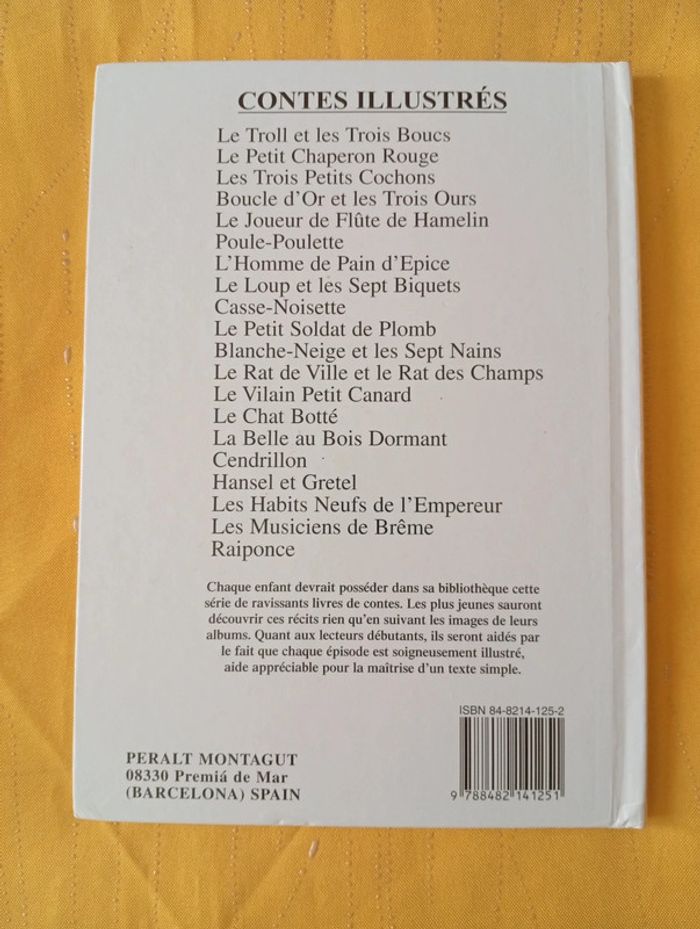 CONTES ILLUSTRÉS
Le Troll et les Trois Boucs
Le Petit Chaperon Rouge
Les Trois Petits Cochons
Boucle d'Or et les Trois Ours
Le Joueur de Flûte de Hamelin
Poule-Poulette
L'Homme de Pain d'Epice
Le Loup et les Sept Biquets
Casse-Noisette
Le Petit Soldat de Plomb
Blanche-Neige et les Sept Nains
Le Rat de Ville et le Rat des Champs
Le Vilain Petit Canard
Le Chat Botté
La Belle au Bois Dormant
Cendrillon
Hansel et Gretel
Les Habits Neufs de l'Empereur
Les Musiciens de Brême
Raiponce
Chaque enfant devrait posséder dans sa bibliothèque cette
série de ravissants livres de contes. Les plus jeunes sauront
découvrir ces récits rien qu'en suivant les images de leurs
albums. Quant aux lecteurs débutants, ils seront aidés par
le fait que chaque épisode est soigneusement illustré,
aide appréciable pour la maîtrise d'un texte simple.
ISBN 84-8214-125-2
9 788482 141251
PERALT MONTAGUT
08330 Premiá de Mar
(BARCELONA) SPAIN